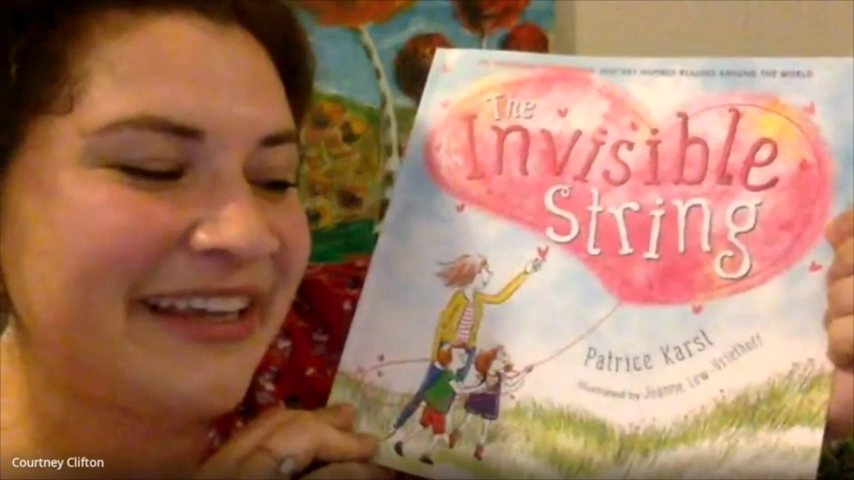 The
Invisible
String
Patrice Karst
Illustrated by Joanne Lew-Vriethoff
Courtney Clifton